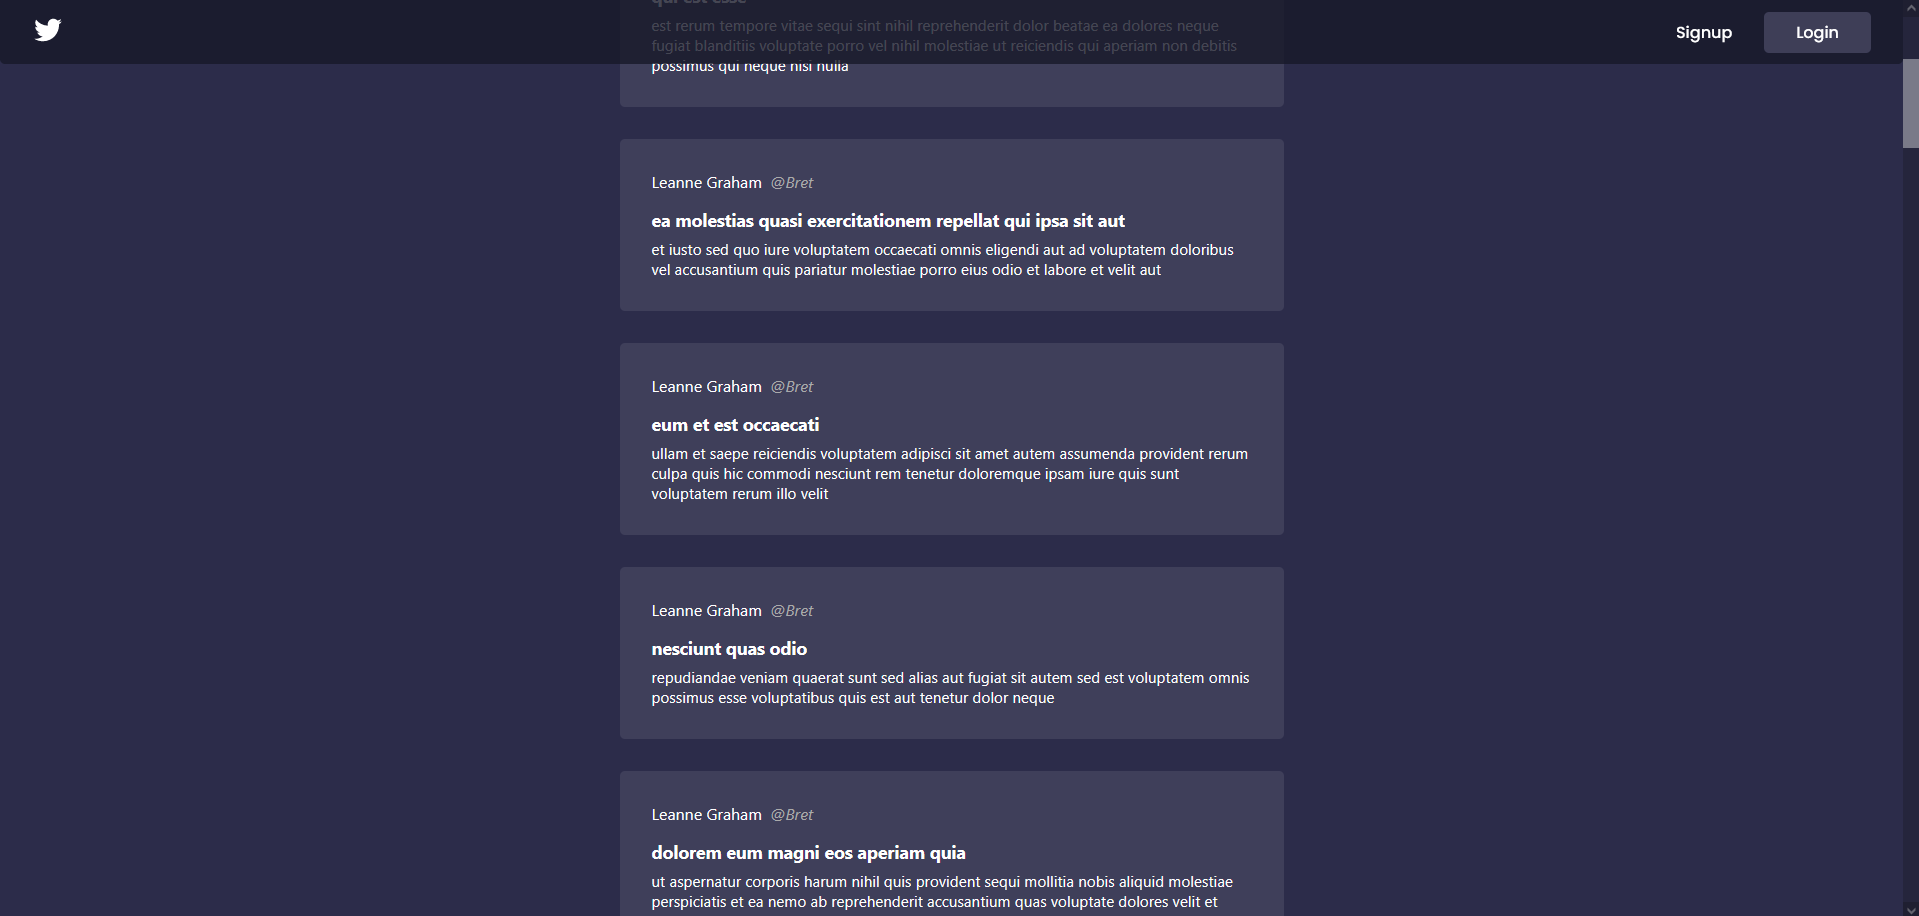 qui est esse
est rerum tempore vitae sequi sint nihil reprehenderit dolor beatae ea dolores neque
fugiat blanditiis voluptate porro vel nihil molestiae ut reiciendis qui aperiam non debitis
possimus qui neque nisi nulla
Signup
Login
Leanne Graham @Bret
ea molestias quasi exercitationem repellat qui ipsa sit aut
et iusto sed quo iure voluptatem occaecati omnis eligendi aut ad voluptatem doloribus
vel accusantium quis pariatur molestiae porro eius odio et labore et velit aut
Leanne Graham @Bret
eum et est occaecati
ullam et saepe reiciendis voluptatem adipisci sit amet autem assumenda provident rerum
culpa quis hic commodi nesciunt rem tenetur doloremque ipsam iure quis sunt
voluptatem rerum illo velit
Leanne Graham @Bret
nesciunt quas odio
repudiandae veniam quaerat sunt sed alias aut fugiat sit autem sed est voluptatem omnis
possimus esse voluptatibus quis est aut tenetur dolor neque
Leanne Graham @Bret
dolorem eum magni eos aperiam quia
ut aspernatur corporis harum nihil quis provident sequi mollitia nobis aliquid molestiae
perspiciatis et ea nemo ab reprehenderit accusantium quas voluptate dolores velit et